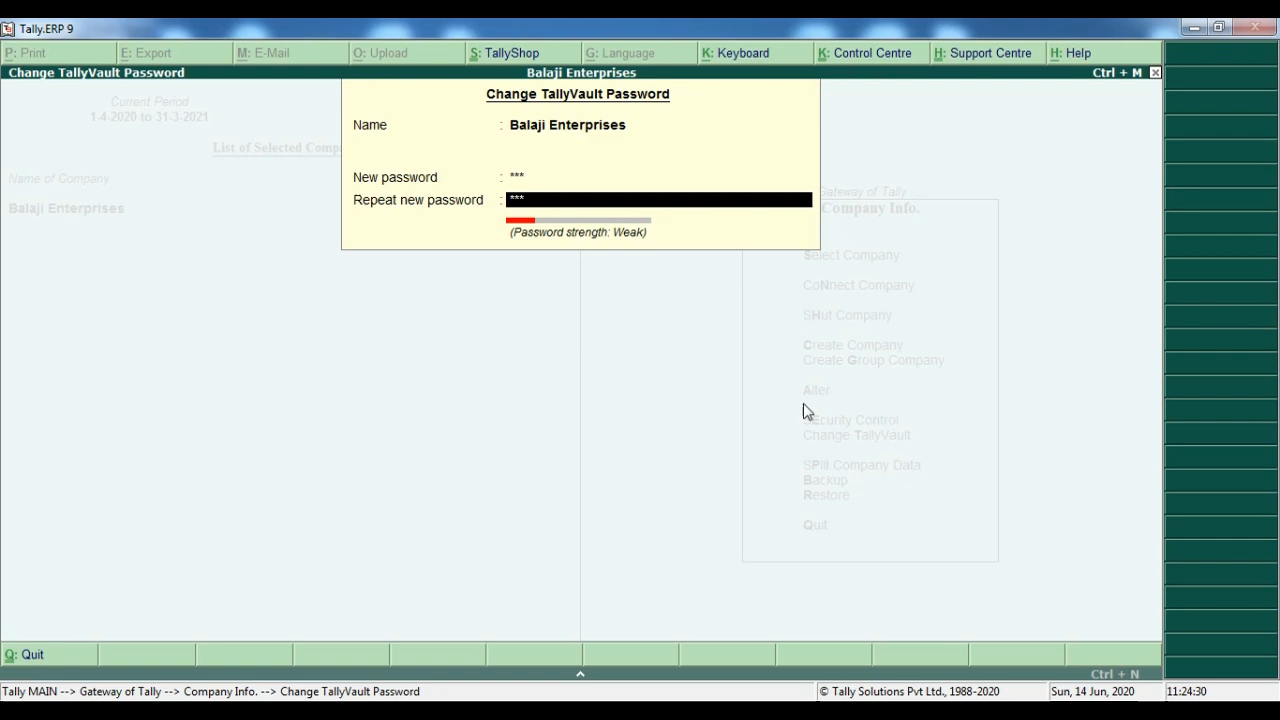 Tally.ERP 9
P: Print E: Export M: E-Mail O: Upload S: TallyShop G: Language K: Keyboard K: Control Centre H: Support Centre H: Help
Change TallyVault Password Balaji Enterprises Ctrl + M
Change TallyVault Password
Current Period
1-4-2020 to 31-3-2021
Name : Balaji Enterprises
List of Selected Comp
Name of Company
New password : ***
Repeat new password : ***
(Password strength: Weak)
Balaji Enterprises
Gateway of Tally ...
Company Info.
Select Company
CoNnect Company
SHut Company
Create Company
Create Group Company
Alter
SEcurity Control
Change TallyVault
SPlit Company Data
Backup
Restore
Quit
Q: Quit
Ctrl + N
Tally MAIN --> Gateway of Tally --> Company Info. --> Change TallyVault Password © Tally Solutions Pvt Ltd., 1988-2020 Sun, 14 Jun, 2020 11:24:30